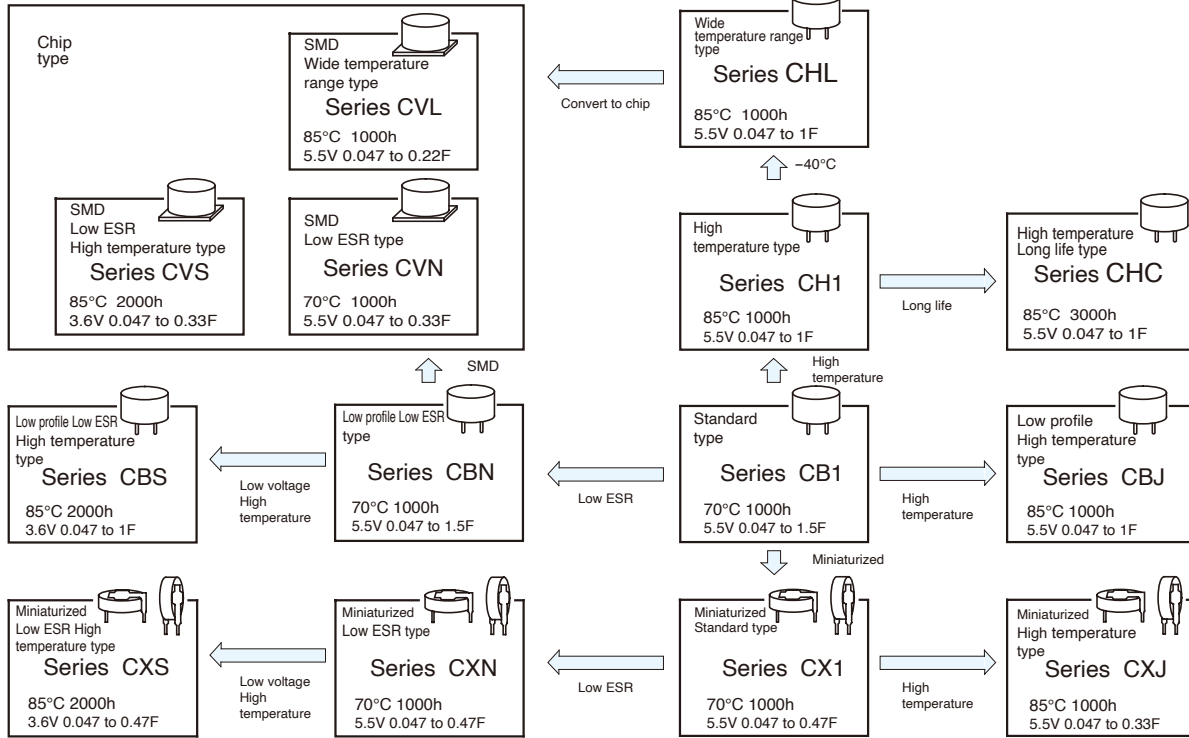 Chip
type
SMD
Wide temperature
range type
Series CVL
85°C 1000h
5.5V 0.047 to 0.22F
Convert to chip
Wide
temperature range
type
Series CHL
85°C 1000h
5.5V 0.047 to 1F
−40°C
SMD
Low ESR
High temperature type
Series CVS
85°C 2000h
3.6V 0.047 to 0.33F
SMD
Low ESR type
Series CVN
70°C 1000h
5.5V 0.047 to 0.33F
High
temperature type
Series CH1
85°C 1000h
5.5V 0.047 to 1F
Long life
High temperature
Long life type
Series CHC
85°C 3000h
5.5V 0.047 to 1F
SMD
High
temperature
Low profile Low ESR
High temperature
type
Series CBS
85°C 2000h
3.6V 0.047 to 1F
Low voltage
High
temperature
Low profile Low ESR
type
Series CBN
70°C 1000h
5.5V 0.047 to 1.5F
Low ESR
Standard
type
Series CB1
70°C 1000h
5.5V 0.047 to 1.5F
High
temperature
Low profile
High temperature
type
Series CBJ
85°C 1000h
5.5V 0.047 to 1F
Miniaturized
Miniaturized
Low ESR High
temperature type
Series CXS
85°C 2000h
3.6V 0.047 to 0.47F
Low voltage
High
temperature
Miniaturized
Low ESR type
Series CXN
70°C 1000h
5.5V 0.047 to 0.47F
Low ESR
Miniaturized
Standard type
Series CX1
70°C 1000h
5.5V 0.047 to 0.47F
High
temperature
Miniaturized
High temperature
type
Series CXJ
85°C 1000h
5.5V 0.047 to 0.33F